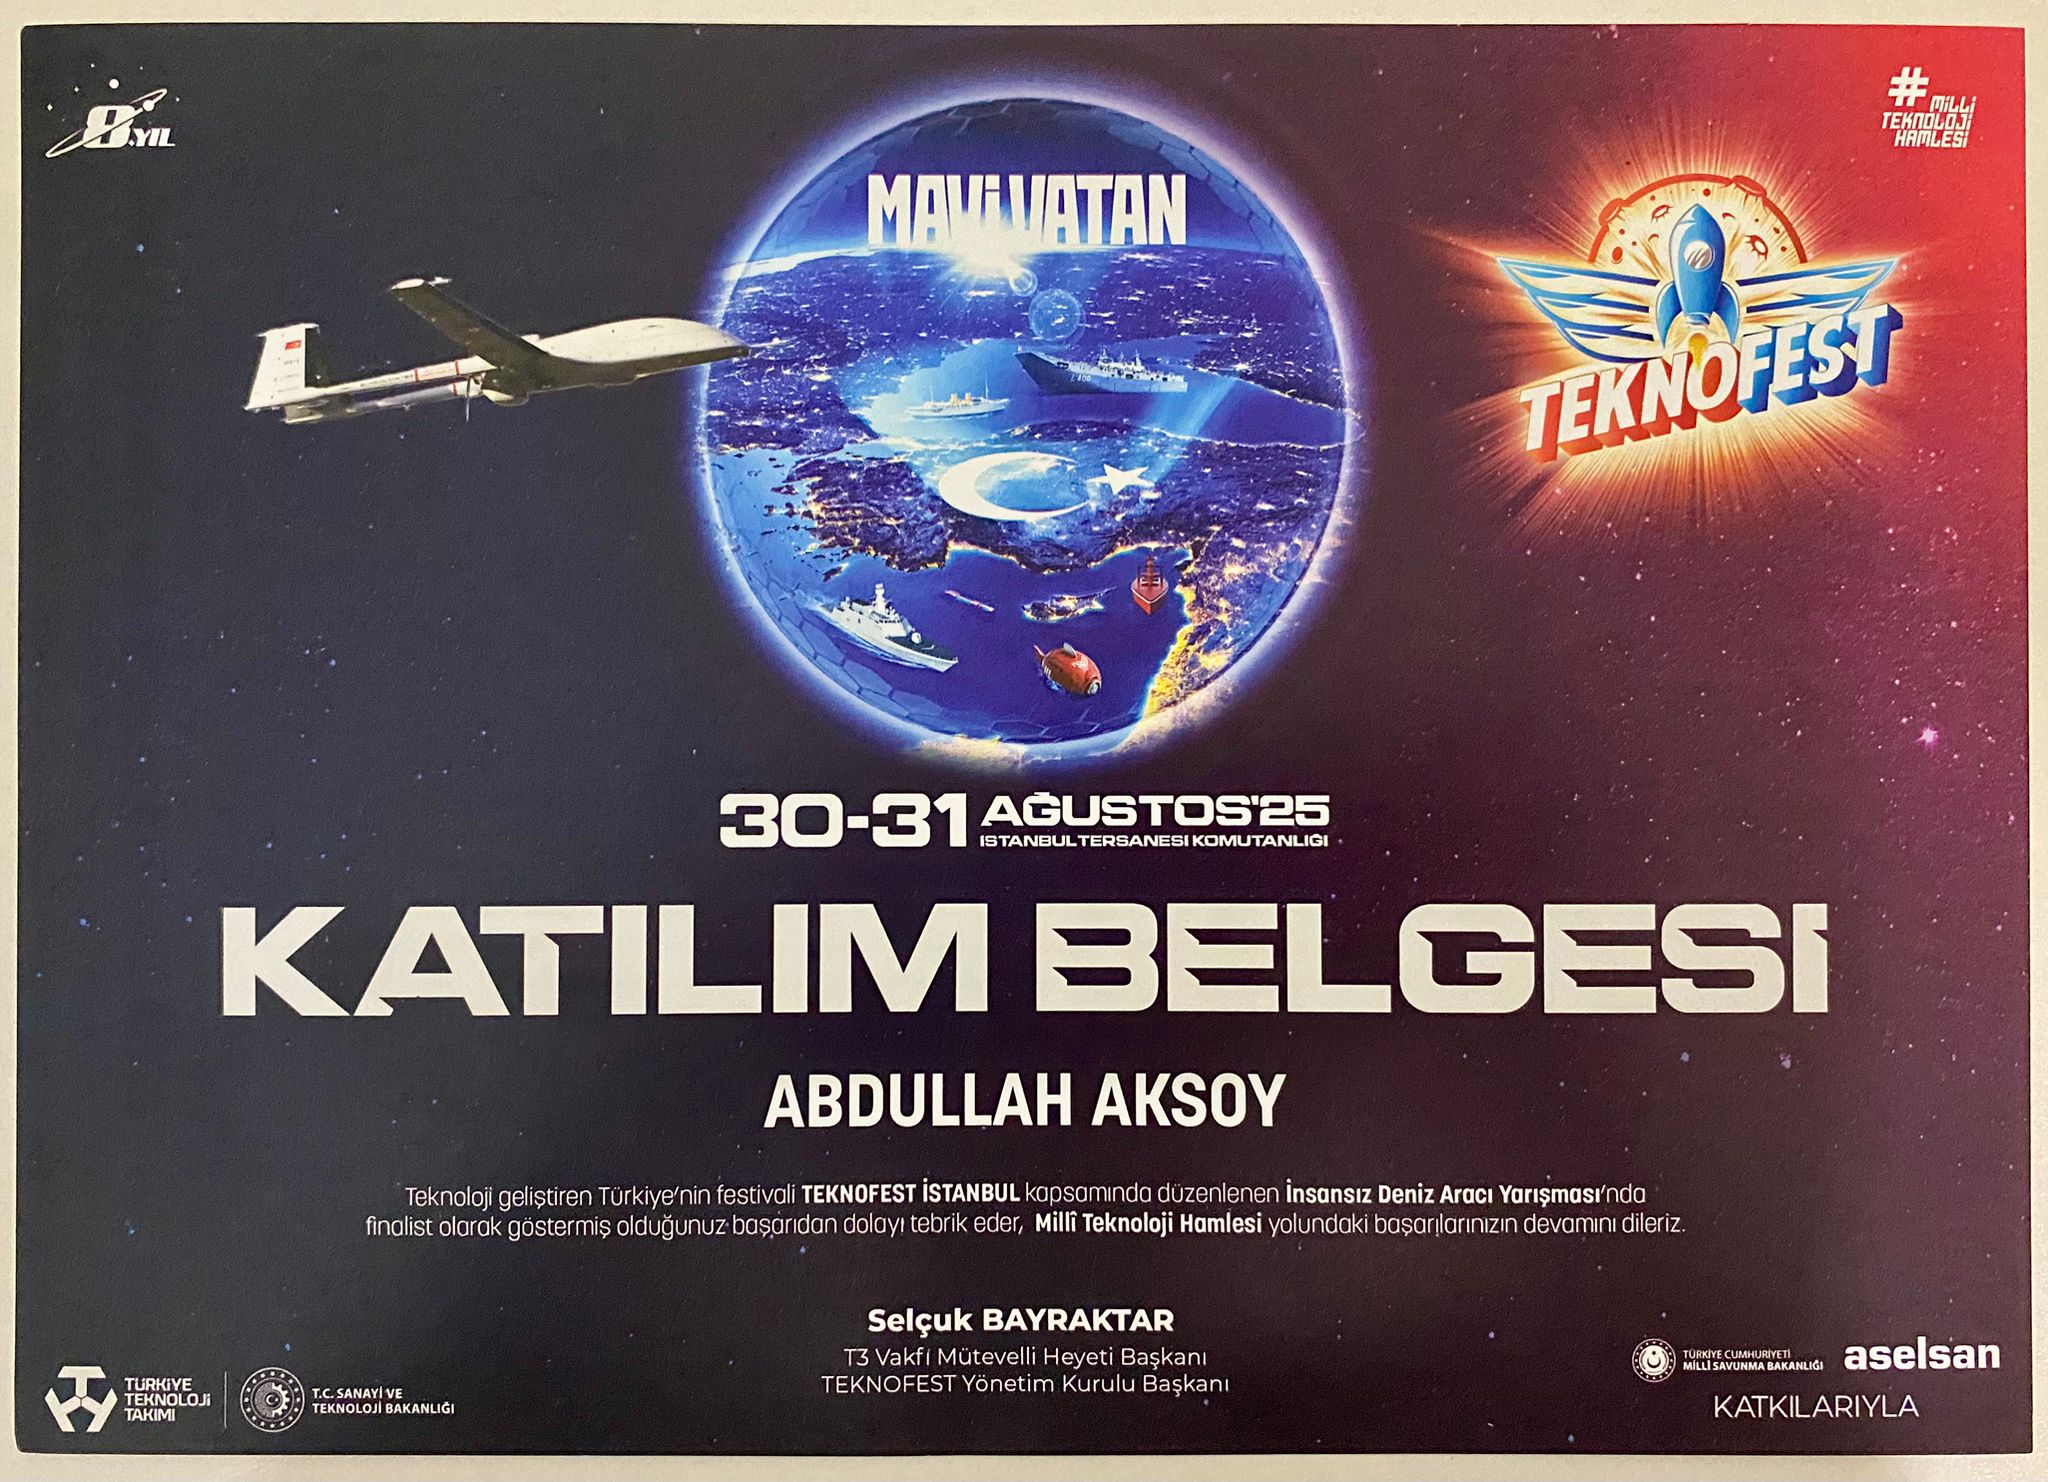 8.YIL
#
MİLLİ
TEKNOLOJİ
HAMLESİ
MAVİ VATAN
TEKNOFEST
L400
30-31 AĞUSTOS'25
İSTANBUL TERSANESİ KOMUTANLIĞI
KATILIM BELGESİ
ABDULLAH AKSOY
Teknoloji geliştiren Türkiye'nin festivali TEKNOFEST İSTANBUL kapsamında düzenlenen İnsansız Deniz Aracı Yarışması'nda
finalist olarak göstermiş olduğunuz başarıdan dolayı tebrik eder, Millî Teknoloji Hamlesi yolundaki başarılarınızın devamını dileriz.
Selçuk BAYRAKTAR
T3 Vakfı Mütevelli Heyeti Başkanı
TEKNOFEST Yönetim Kurulu Başkanı
TÜRKİYE
TEKNOLOJİ
TAKIMI
T.C. SANAYİ VE
TEKNOLOJİ BAKANLIĞI
TÜRKİYE CUMHURİYETİ
MİLLİ SAVUNMA BAKANLIĞI
aselsan
KATKILARIYLA